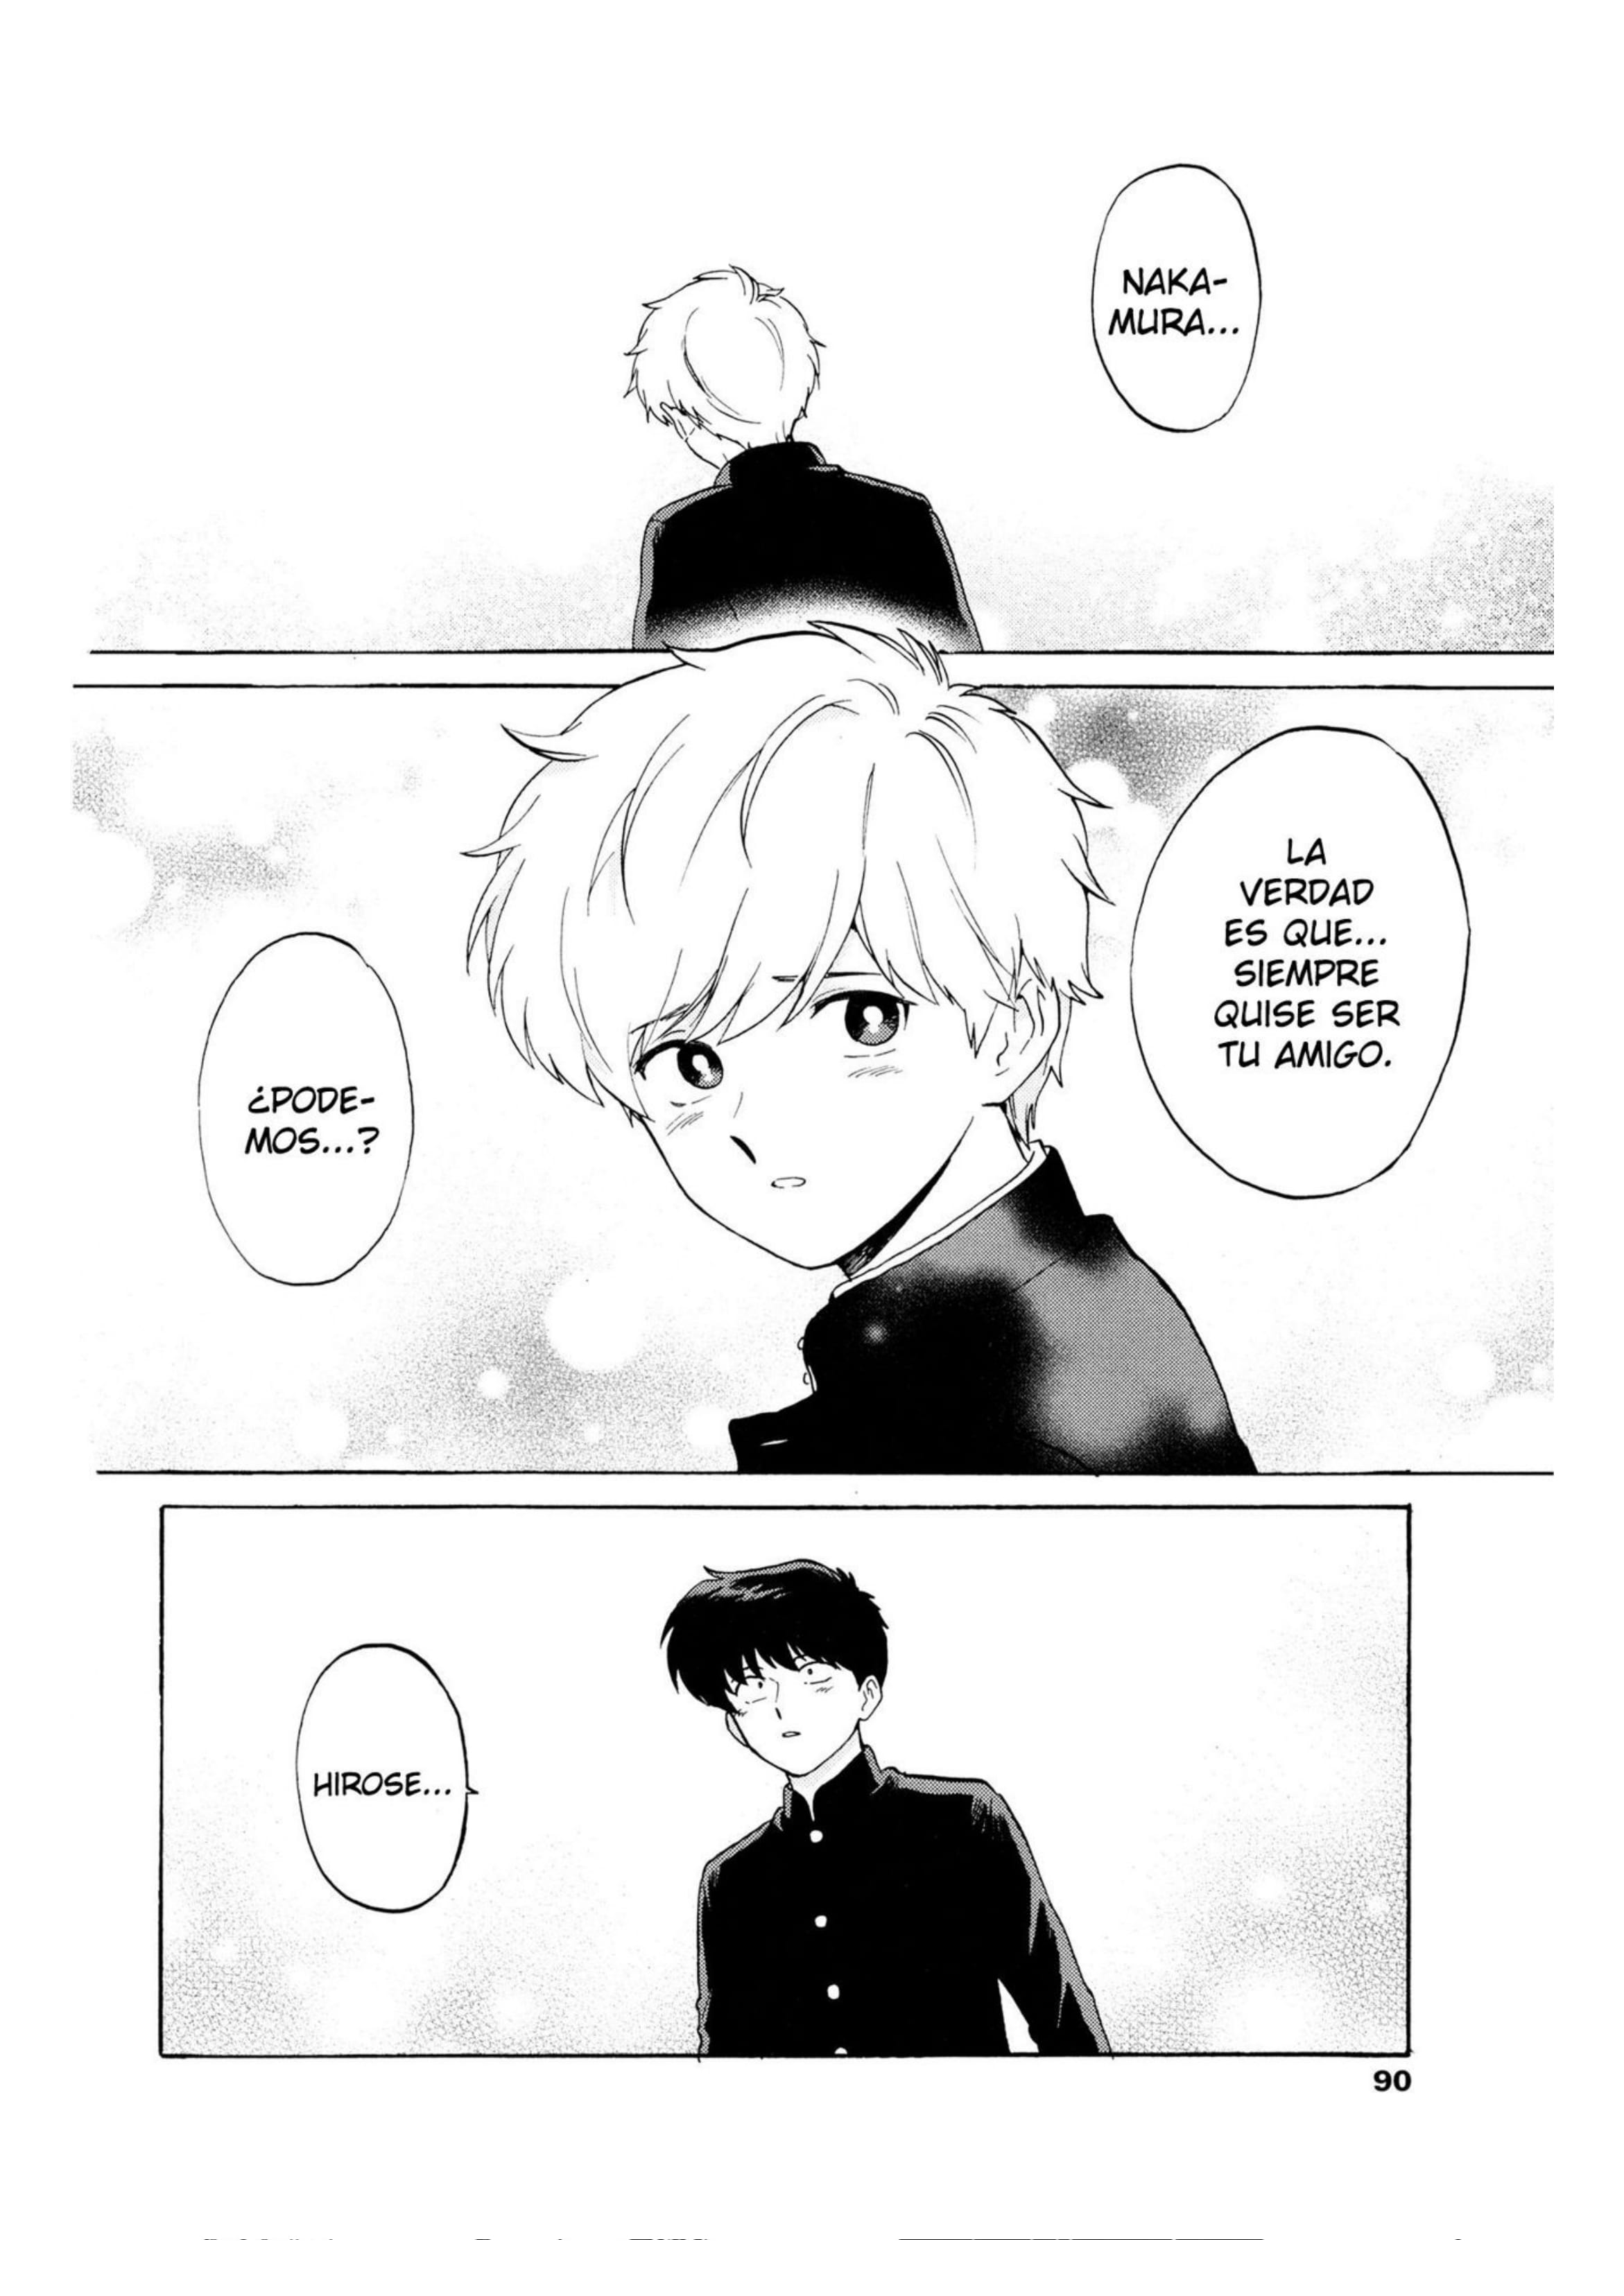 NAKA-
MURA...
LA
VERDAD
ES QUE...
SIEMPRE
QUISE SER
TU AMIGO.
¿PODE-
MOS...?
HIROSE...
90